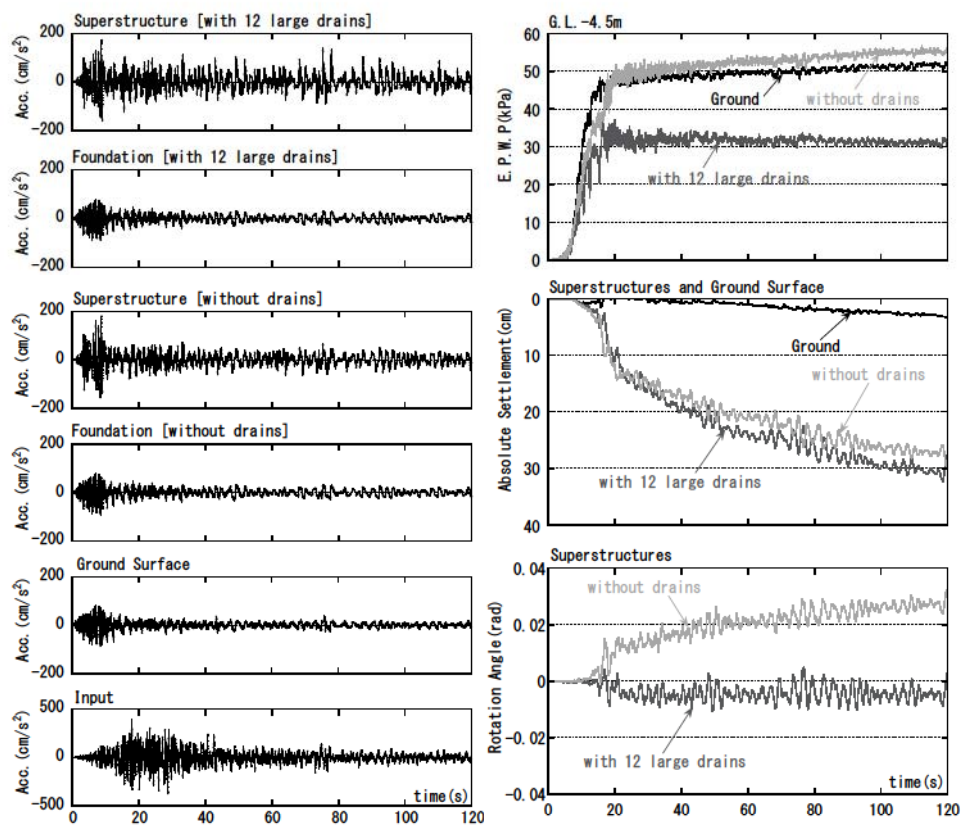 Superstructure [with 12 large drains]
Acc. (cm/s²)
200
0
-200
Foundation [with 12 large drains]
Acc. (cm/s²)
200
0
-200
Superstructure [without drains]
Acc. (cm/s²)
200
0
-200
Foundation [without drains]
Acc. (cm/s²)
200
0
-200
Ground Surface
Acc. (cm/s²)
200
0
-200
Input
Acc. (cm/s²)
500
0
-500
time(s)
0 20 40 60 80 100 120
G.L.-4.5m
E.P.W.P(kPa)
60
50
40
30
20
10
0
Ground
without drains
with 12 large drains
Superstructures and Ground Surface
Absolute Settlement(cm)
0
10
20
30
40
Ground
without drains
with 12 large drains
Superstructures
Rotation Angle(rad)
0.04
0.02
0
-0.02
-0.04
without drains
with 12 large drains
time(s)
0 20 40 60 80 100 120